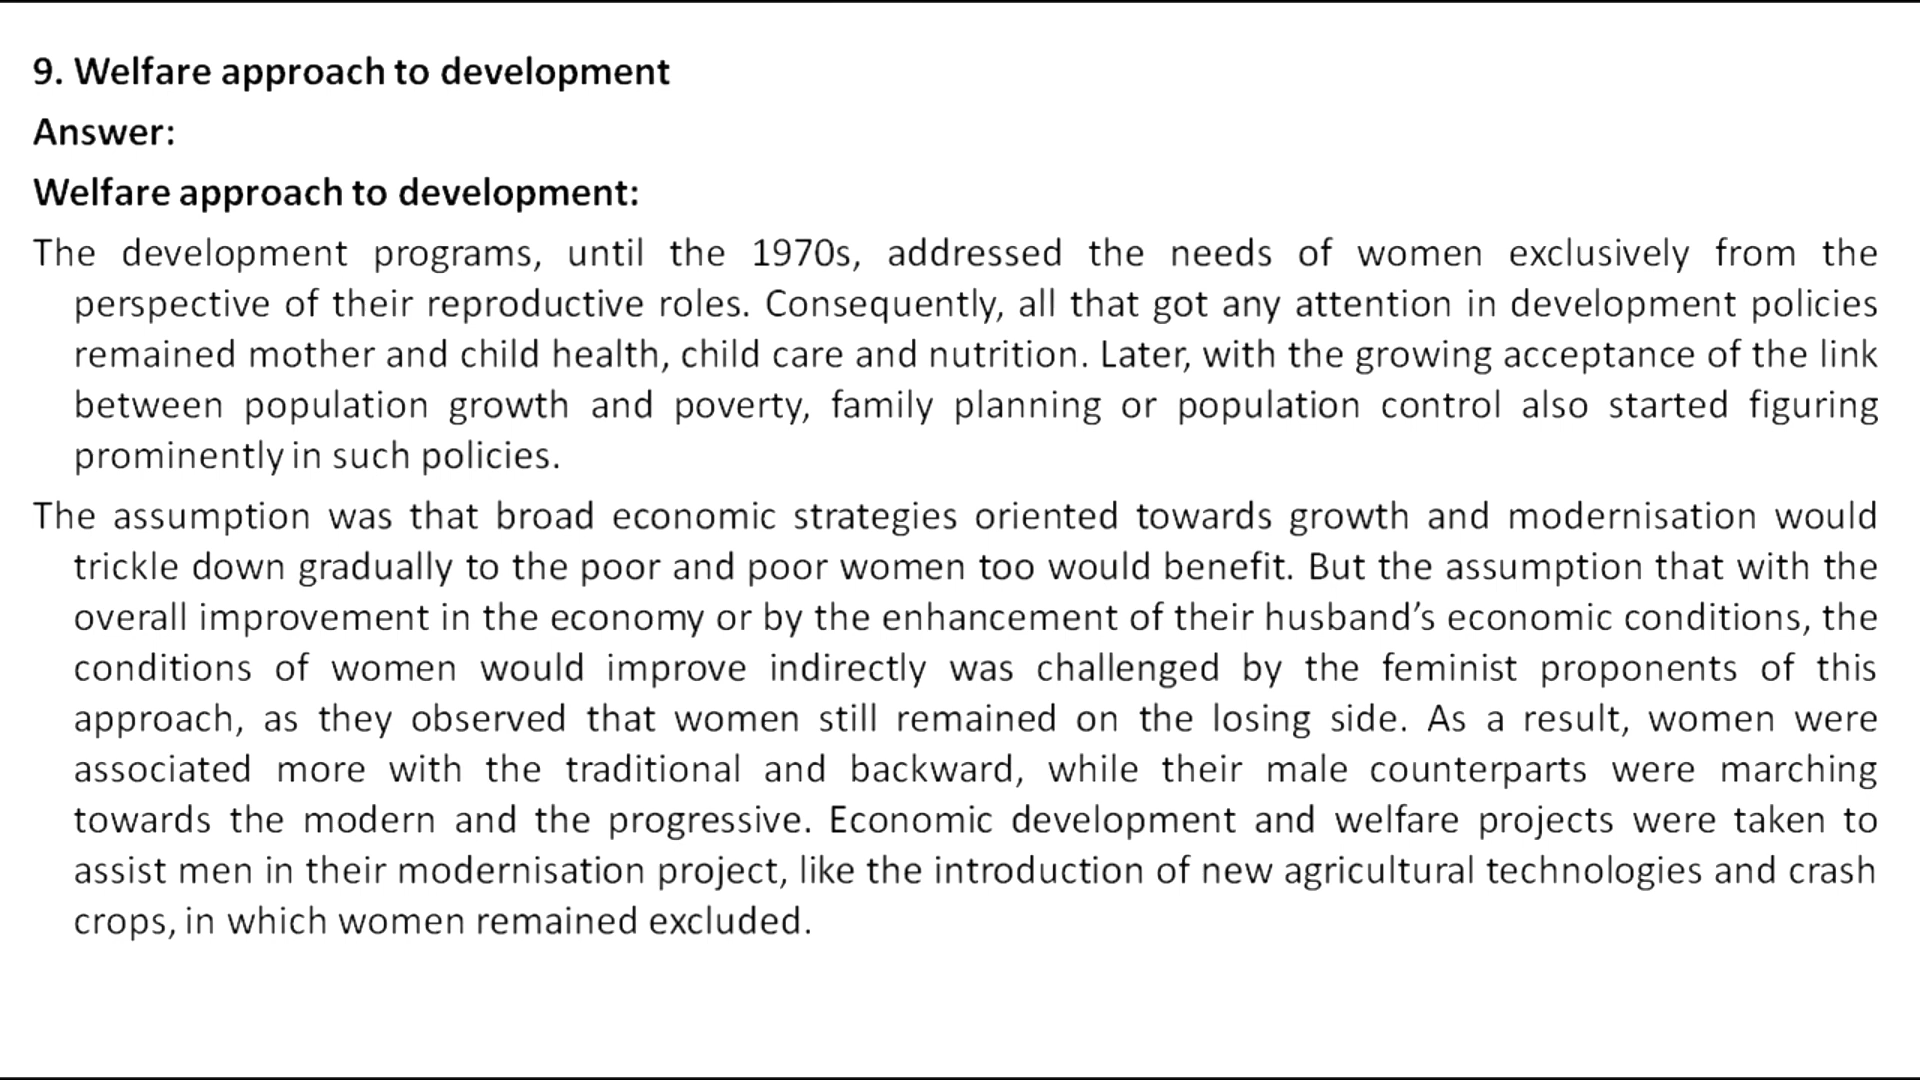 9. Welfare approach to development
Answer:
Welfare approach to development:
The development programs, until the 1970s, addressed the needs of women exclusively from the
perspective of their reproductive roles. Consequently, all that got any attention in development policies
remained mother and child health, child care and nutrition. Later, with the growing acceptance of the link
between population growth and poverty, family planning or population control also started figuring
prominently in such policies.
The assumption was that broad economic strategies oriented towards growth and modernisation would
trickle down gradually to the poor and poor women too would benefit. But the assumption that with the
overall improvement in the economy or by the enhancement of their husband’s economic conditions, the
conditions of women would improve indirectly was challenged by the feminist proponents of this
approach, as they observed that women still remained on the losing side. As a result, women were
associated more with the traditional and backward, while their male counterparts were marching
towards the modern and the progressive. Economic development and welfare projects were taken to
assist men in their modernisation project, like the introduction of new agricultural technologies and crash
crops, in which women remained excluded.